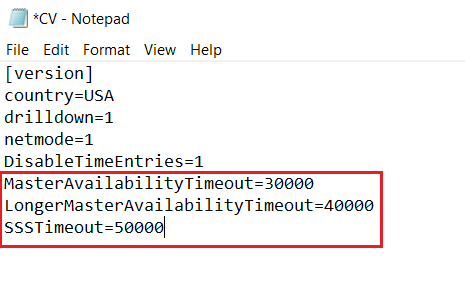 *CV - Notepad
File Edit Format View Help
[version]
country=USA
drilldown=1
netmode=1
DisableTimeEntries=1
MasterAvailabilityTimeout=30000
LongerMasterAvailabilityTimeout=40000
SSSTimeout=50000